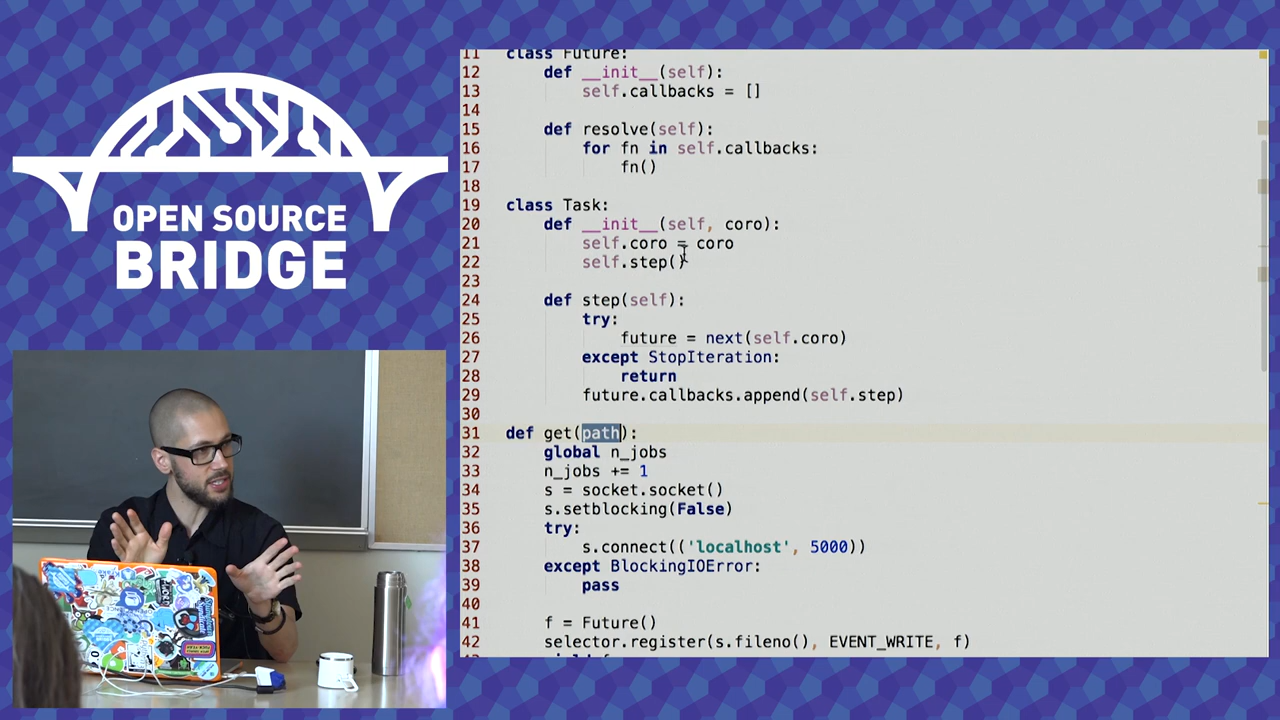 OPEN SOURCE
BRIDGE
11 class Future:
12     def __init__(self):
13         self.callbacks = []
14
15     def resolve(self):
16         for fn in self.callbacks:
17             fn()
18
19 class Task:
20     def __init__(self, coro):
21         self.coro = coro
22         self.step()
23
24     def step(self):
25         try:
26             future = next(self.coro)
27         except StopIteration:
28             return
29         future.callbacks.append(self.step)
30
31 def get(path):
32     global n_jobs
33     n_jobs += 1
34     s = socket.socket()
35     s.setblocking(False)
36     try:
37         s.connect(('localhost', 5000))
38     except BlockingIOError:
39         pass
40
41     f = Future()
42     selector.register(s.fileno(), EVENT_WRITE, f)